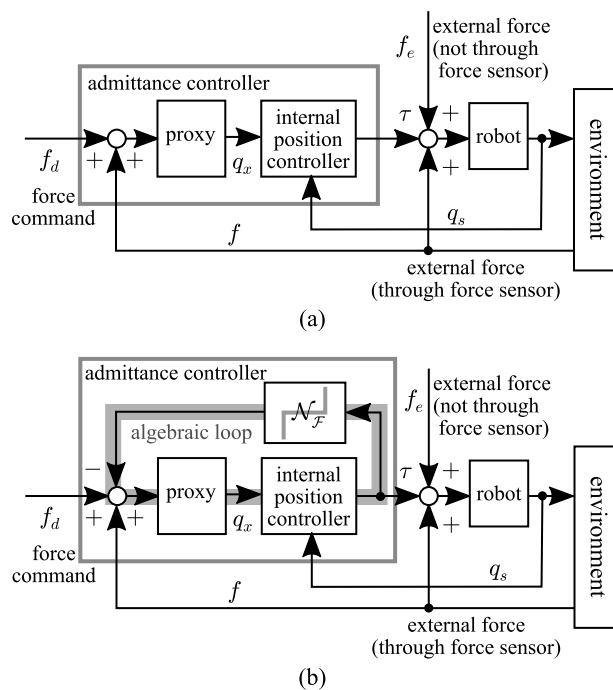 external force
(not through
force sensor)
f_e
admittance controller
internal
position
controller
proxy
robot
environment
τ
+
+
+
+
f_d
q_x
force
command
q_s
f
external force
(through force sensor)
(a)
admittance controller
external force
(not through
force sensor)
f_e
N_F
algebraic loop
internal
position
controller
proxy
robot
environment
τ
−
+
+
+
+
f_d
q_x
force
command
q_s
f
external force
(through force sensor)
(b)